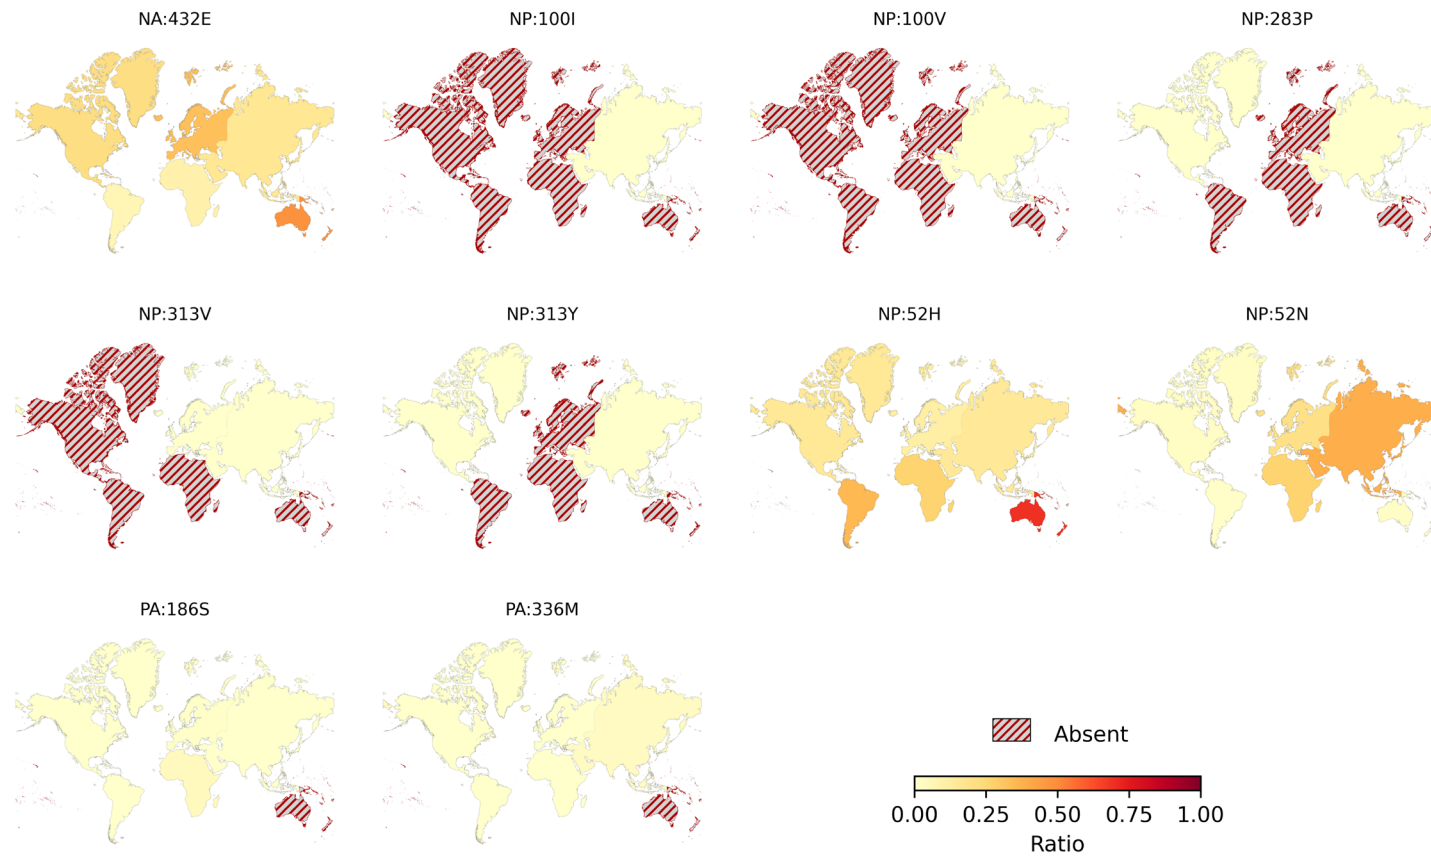 NA:432E
NP:100I
NP:100V
NP:283P
NP:313V
NP:313Y
NP:52H
NP:52N
PA:186S
PA:336M
Absent
0.00 0.25 0.50 0.75 1.00
Ratio